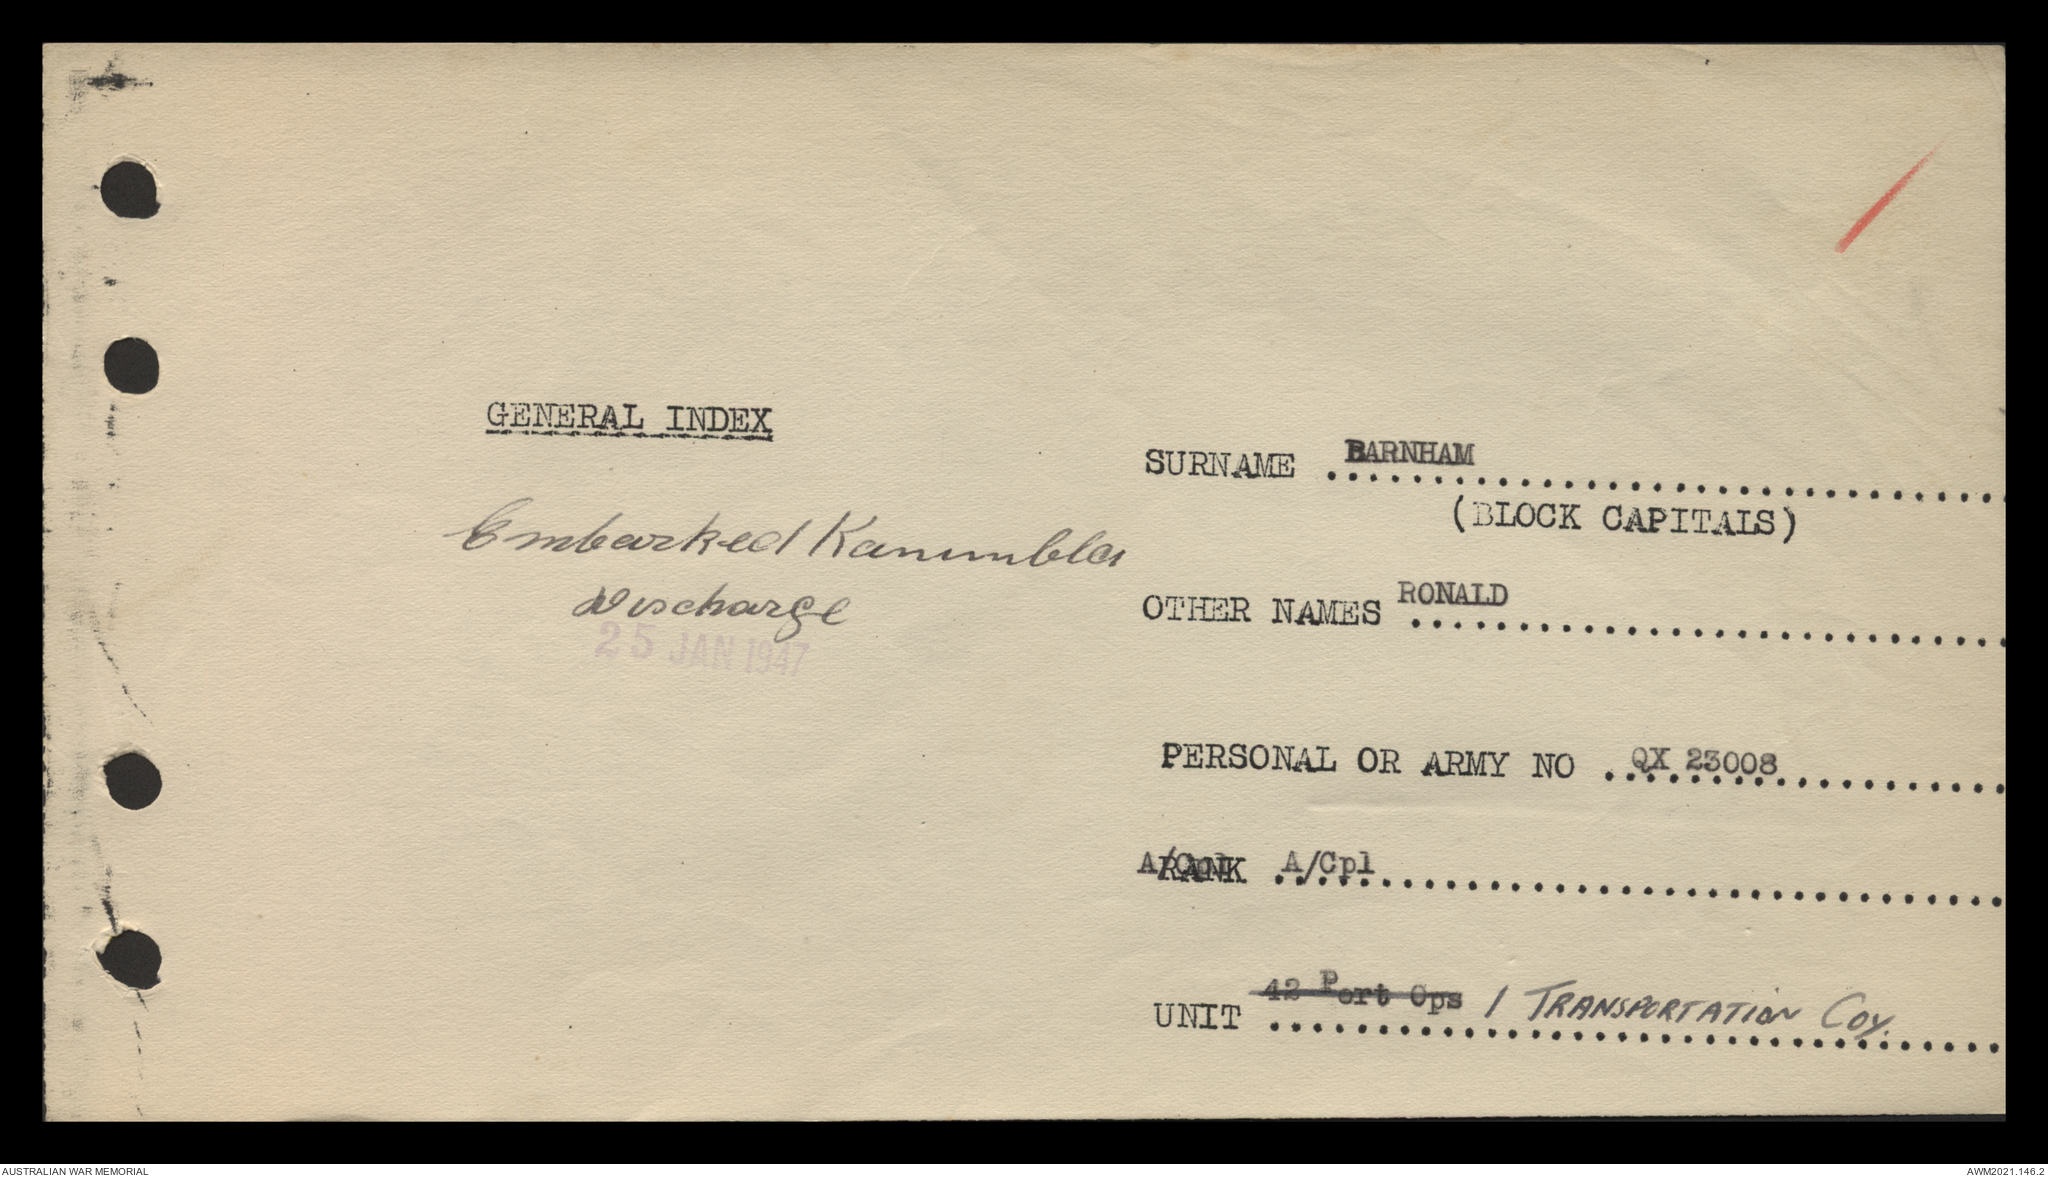 GENERAL INDEX
Embarked Kanimbla
discharge
25 JAN 1947
SURNAME BARNHAM
(BLOCK CAPITALS)
OTHER NAMES RONALD
PERSONAL OR ARMY NO QX 23008
A/Cpl RANK A/Cpl
UNIT 42 Port Ops 1 TRANSPORTATION COY.
AUSTRALIAN WAR MEMORIAL
AWM2021.146.2